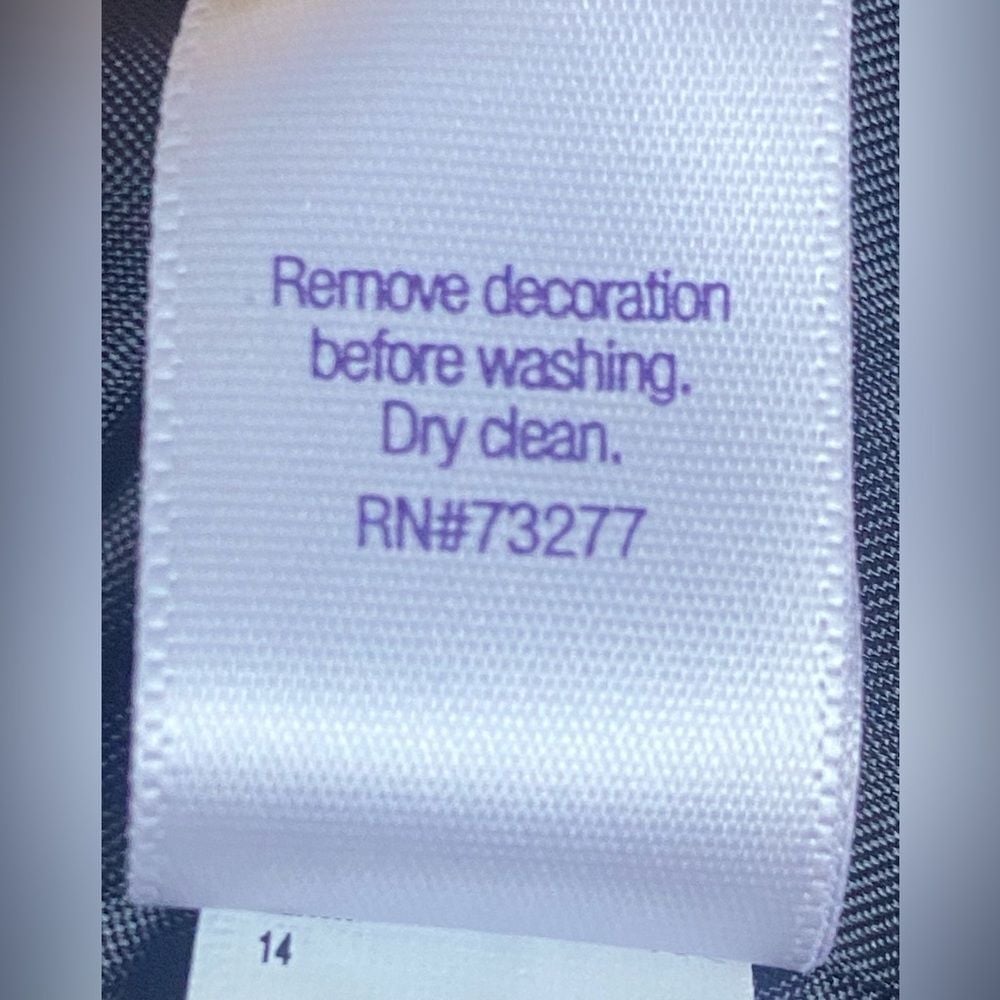 Remove decoration
before washing.
Dry clean.
RN#73277
14